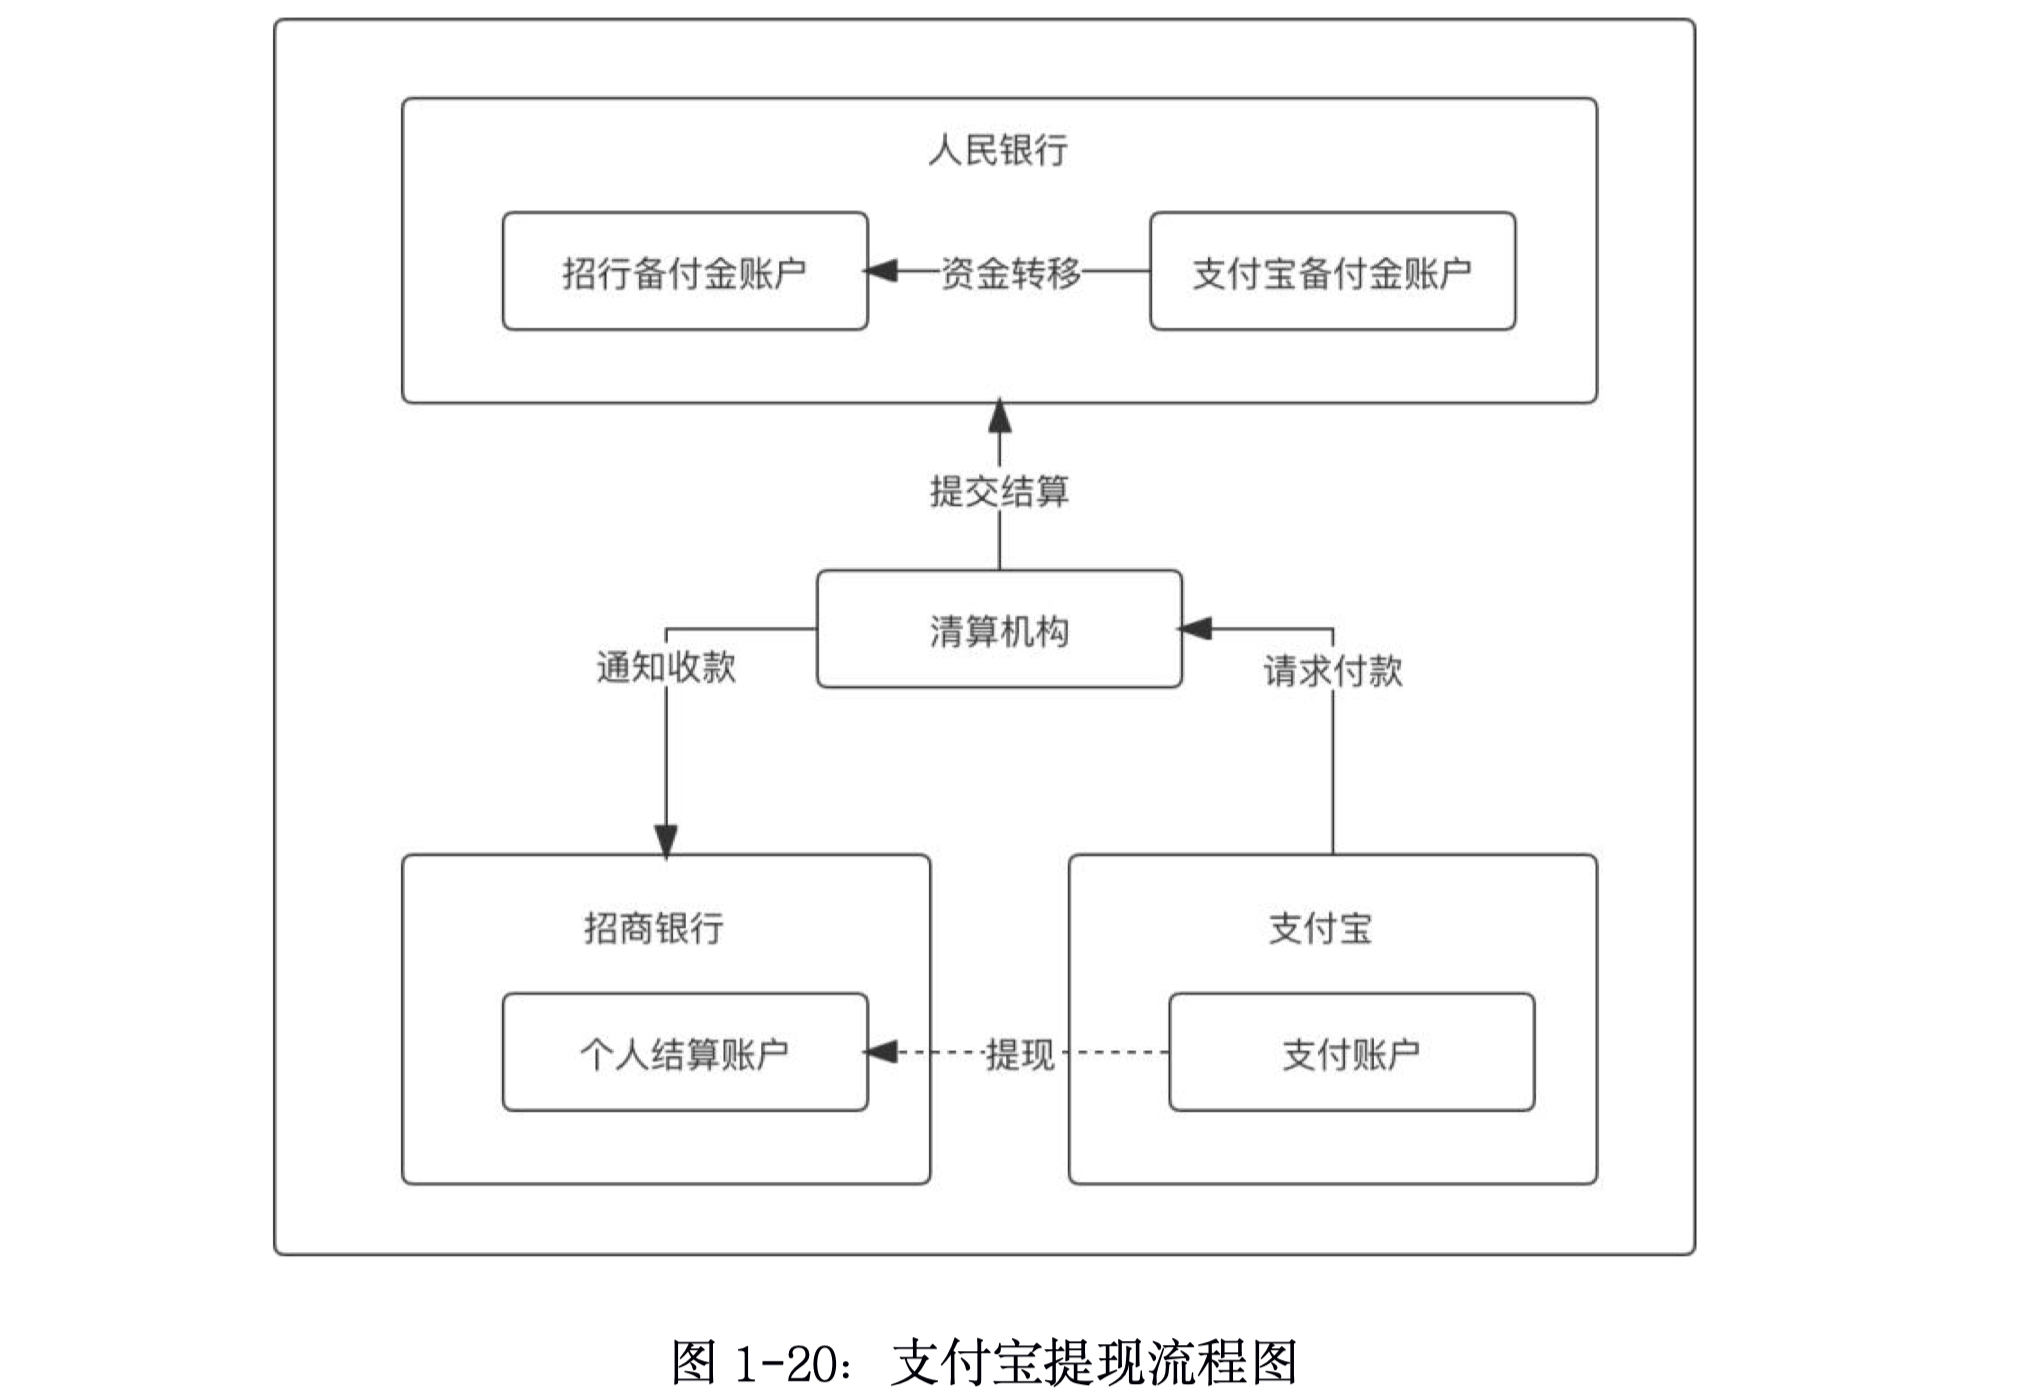 人民银行
招行备付金账户
资金转移
支付宝备付金账户
提交结算
清算机构
通知收款
请求付款
招商银行
支付宝
个人结算账户
提现
支付账户
图 1-20：支付宝提现流程图